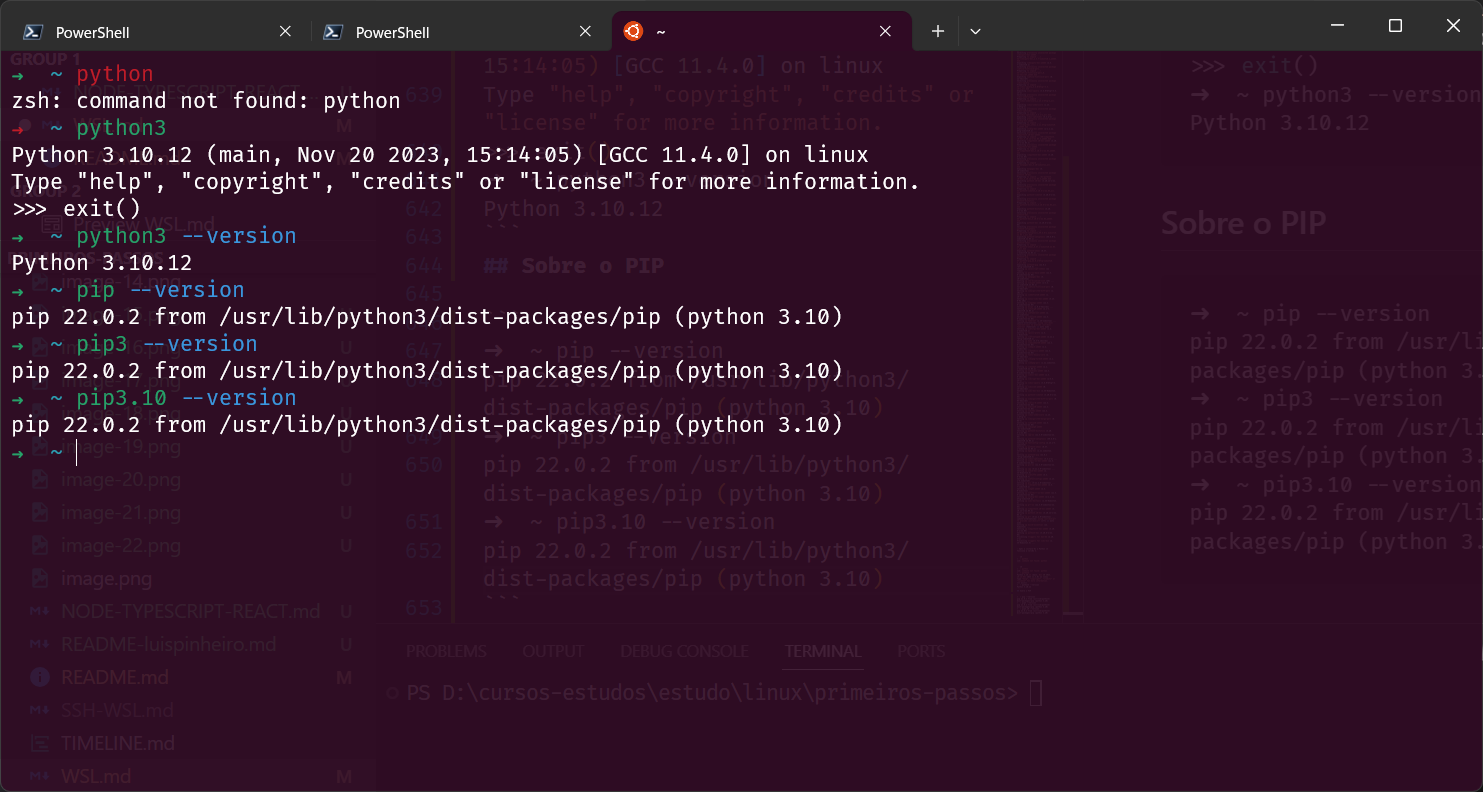 PowerShell
PowerShell
~
➜ ~ python
zsh: command not found: python
➜ ~ python3
Python 3.10.12 (main, Nov 20 2023, 15:14:05) [GCC 11.4.0] on linux
Type "help", "copyright", "credits" or "license" for more information.
>>> exit()
➜ ~ python3 --version
Python 3.10.12
➜ ~ pip --version
pip 22.0.2 from /usr/lib/python3/dist-packages/pip (python 3.10)
➜ ~ pip3 --version
pip 22.0.2 from /usr/lib/python3/dist-packages/pip (python 3.10)
➜ ~ pip3.10 --version
pip 22.0.2 from /usr/lib/python3/dist-packages/pip (python 3.10)
➜ ~
GROUP 1
GROUP 2
Preview WSL.md
image-14.png
image-19.png U
image-20.png U
image-21.png U
image-22.png U
image.png
NODE-TYPESCRIPT-REACT.md U
README-luispinheiro.md U
README.md M
SSH-WSL.md
TIMELINE.md
WSL.md M
15:14:05) [GCC 11.4.0] on linux
639 Type "help", "copyright", "credits" or
"license" for more information.
642 Python 3.10.12
643 ```
644 ## Sobre o PIP
645
647 ➜ ~ pip --version
pip 22.0.2 from /usr/lib/python3/
dist-packages/pip (python 3.10)
649 ➜ ~ pip3 --version
650 pip 22.0.2 from /usr/lib/python3/
dist-packages/pip (python 3.10)
651 ➜ ~ pip3.10 --version
652 pip 22.0.2 from /usr/lib/python3/
dist-packages/pip (python 3.10)
653 ```
>>> exit()
➜ ~ python3 --version
Python 3.10.12
Sobre o PIP
➜ ~ pip --version
pip 22.0.2 from /usr/li
packages/pip (python 3.
➜ ~ pip3 --version
pip 22.0.2 from /usr/li
packages/pip (python 3.
➜ ~ pip3.10 --version
pip 22.0.2 from /usr/li
packages/pip (python 3.
PROBLEMS OUTPUT DEBUG CONSOLE TERMINAL PORTS
PS D:\cursos-estudos\estudo\linux\primeiros-passos>